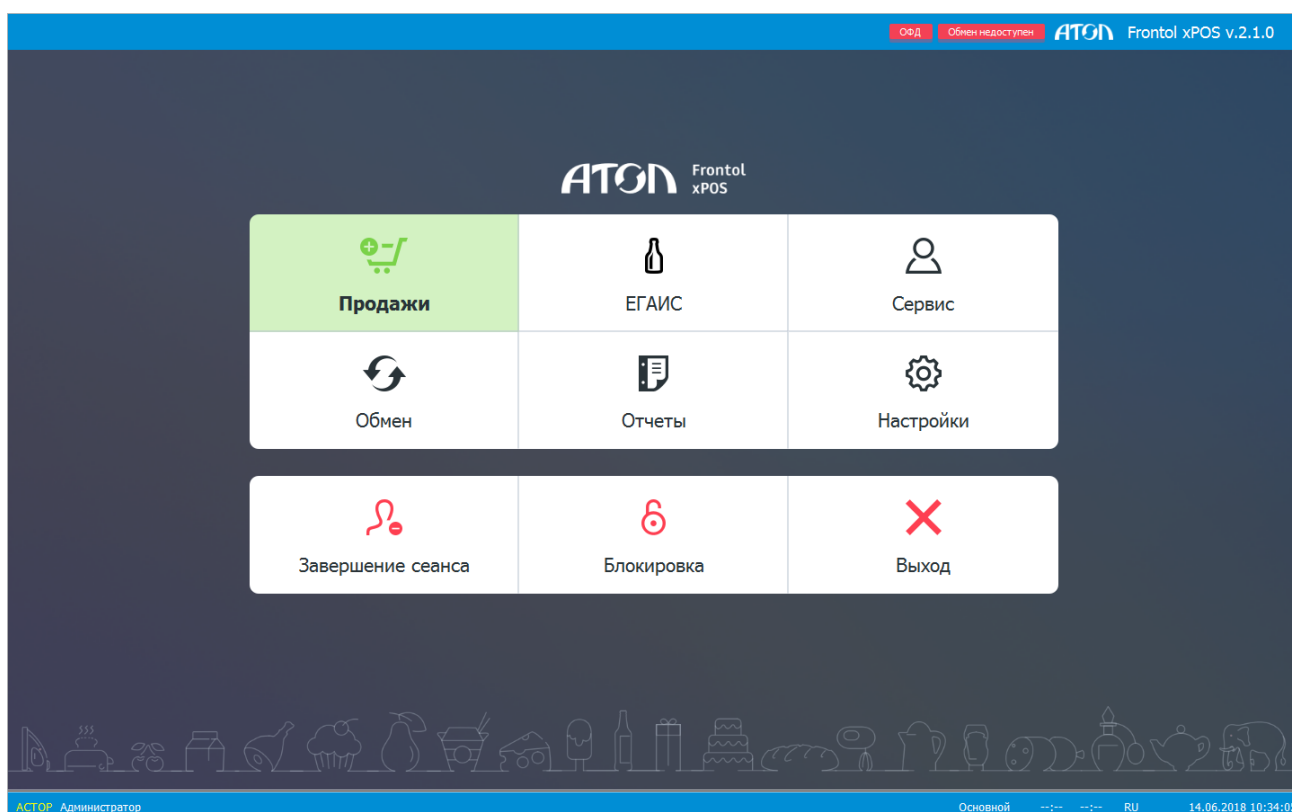 ОФД Обмен недоступен АТОЛ Frontol xPOS v.2.1.0
АТОЛ Frontol
xPOS
Продажи ЕГАИС Сервис
Обмен Отчеты Настройки
Завершение сеанса Блокировка Выход
АСТОР Администратор Основной --:-- --:-- RU 14.06.2018 10:34:05